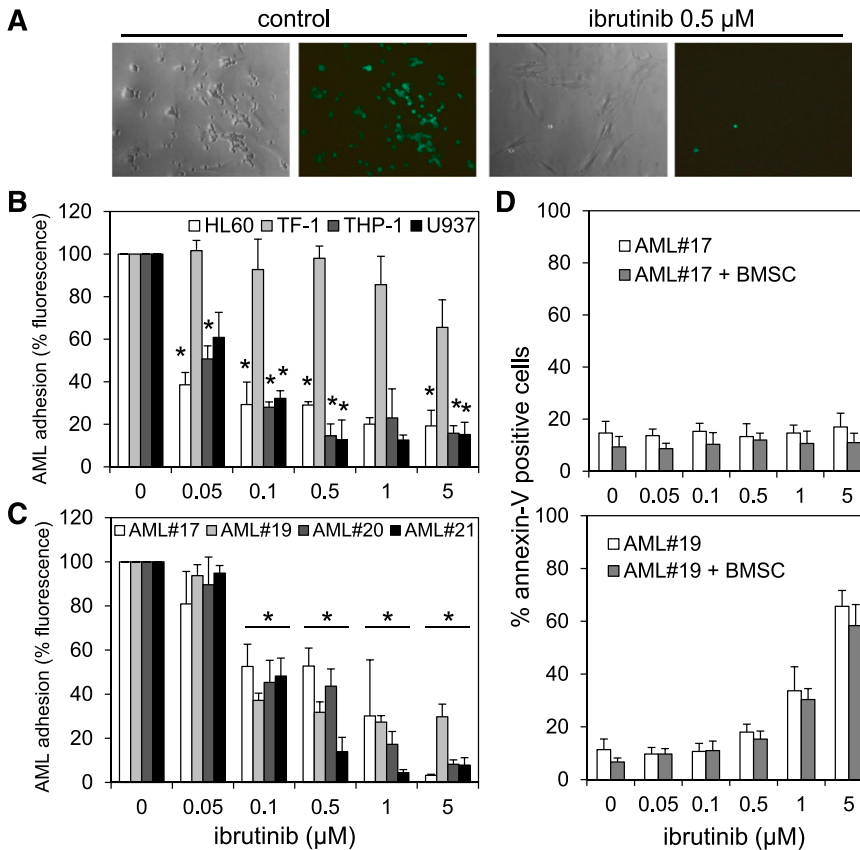 A
control
ibrutinib 0.5 µM
B
AML adhesion (% fluorescence)
120
100
80
60
40
20
0
HL60 TF-1 THP-1 U937
* * * * * * * * * * *
0 0.05 0.1 0.5 1 5
C
AML adhesion (% fluorescence)
120
100
80
60
40
20
0
AML#17 AML#19 AML#20 AML#21
* * * *
0 0.05 0.1 0.5 1 5
ibrutinib (µM)
D
% annexin-V positive cells
100
80
60
40
20
0
AML#17
AML#17 + BMSC
0 0.05 0.1 0.5 1 5
100
80
60
40
20
0
AML#19
AML#19 + BMSC
0 0.05 0.1 0.5 1 5
ibrutinib (µM)